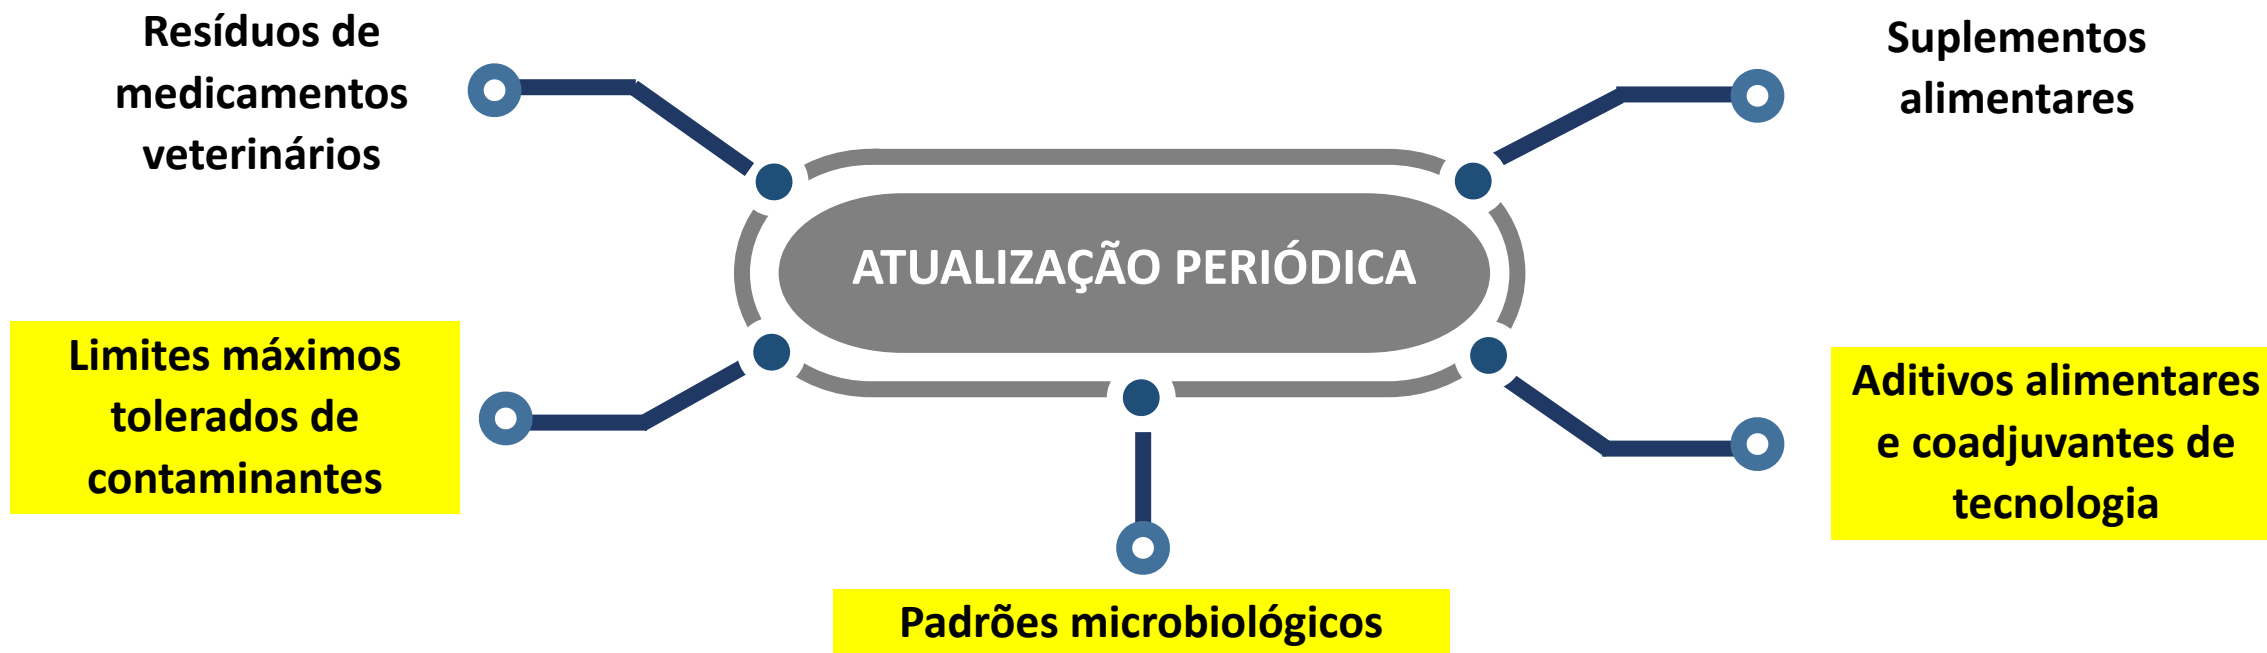 Resíduos de
medicamentos
veterinários
Suplementos
alimentares
ATUALIZAÇÃO PERIÓDICA
Limites máximos
tolerados de
contaminantes
Aditivos alimentares
e coadjuvantes de
tecnologia
Padrões microbiológicos